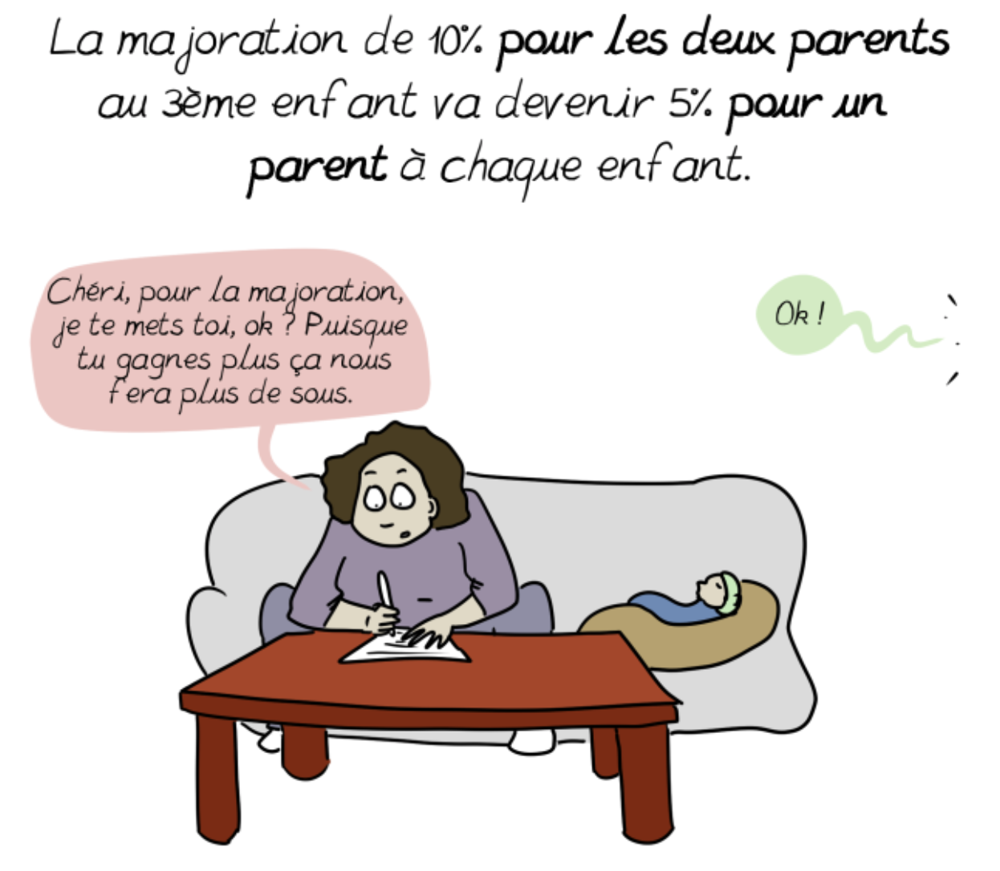 La majoration de 10% pour les deux parents
au 3ème enfant va devenir 5% pour un
parent à chaque enfant.
Chéri, pour la majoration,
je te mets toi, ok ? Puisque
tu gagnes plus ça nous
fera plus de sous.
Ok !